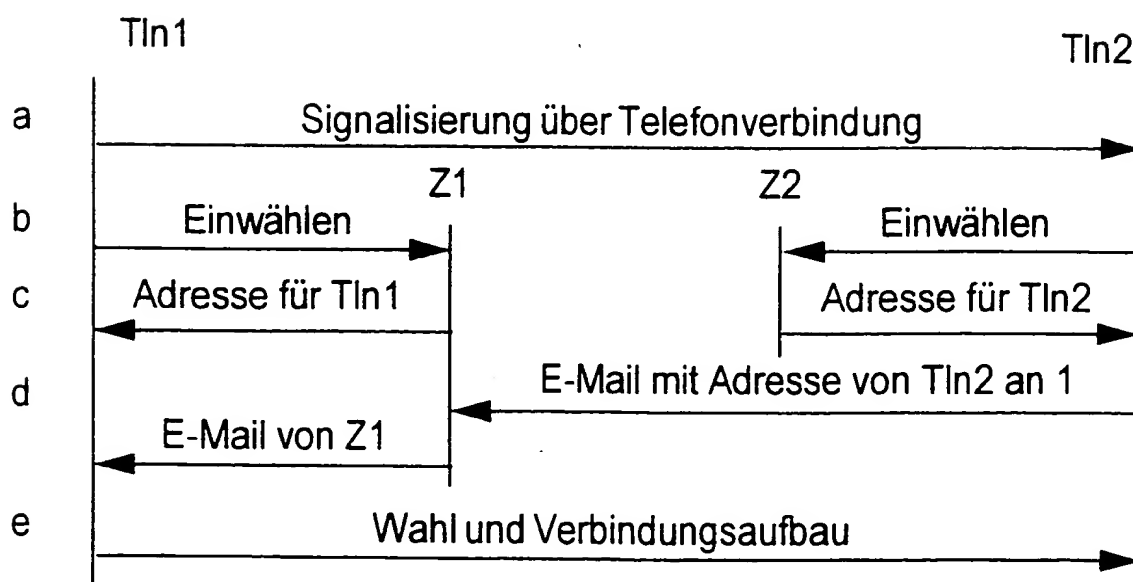 Tln1
Tln2
a
Signalisierung über Telefonverbindung
Z1
Z2
b
Einwählen
Einwählen
c
Adresse für Tln1
Adresse für Tln2
d
E-Mail mit Adresse von Tln2 an 1
E-Mail von Z1
e
Wahl und Verbindungsaufbau